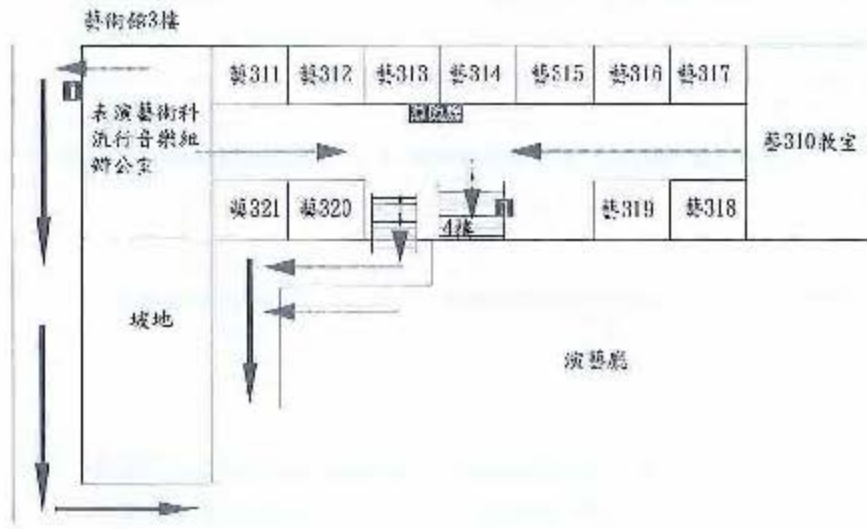 藝術館3樓
藝311
藝312
藝313
藝314
藝315
藝316
藝317
表演藝術科
流行音樂組
辦公室
消防栓
藝310教室
藝321
藝320
4樓
藝319
藝318
坡地
演藝廳